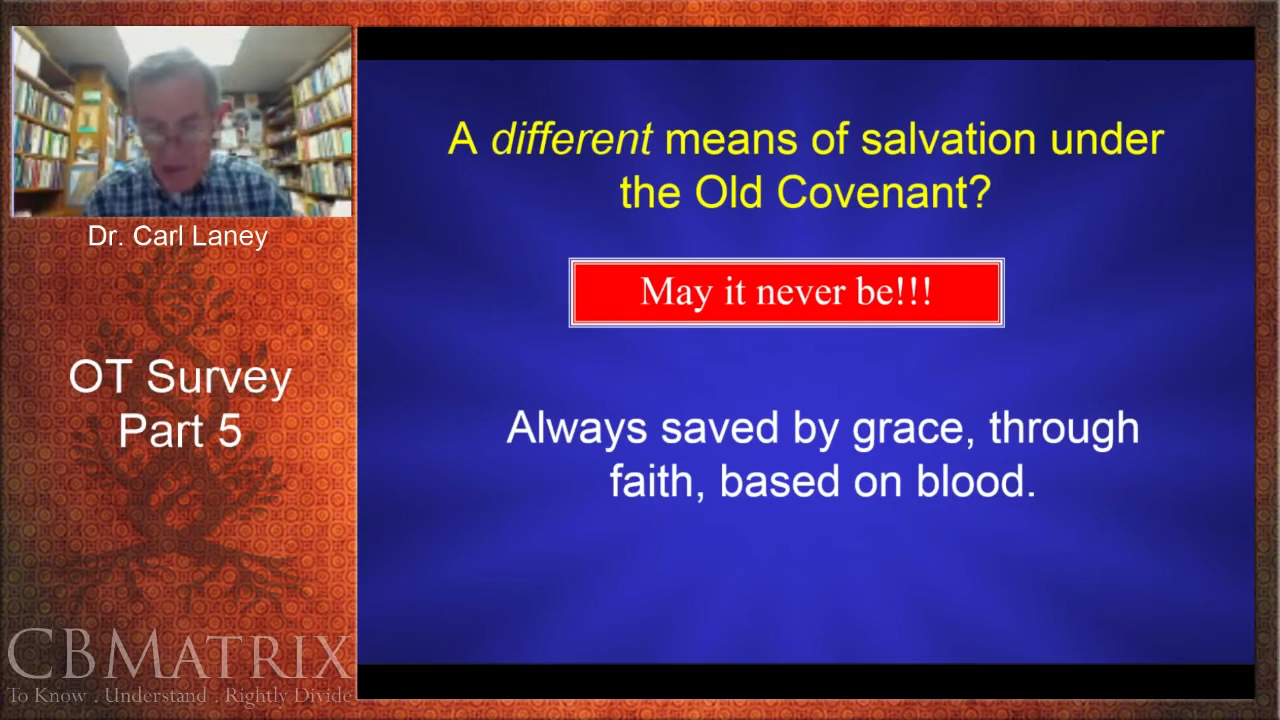 Dr. Carl Laney
OT Survey
Part 5
CBMATRIX
To Know . Understand . Rightly Divide
A different means of salvation under
the Old Covenant?
May it never be!!!
Always saved by grace, through
faith, based on blood.